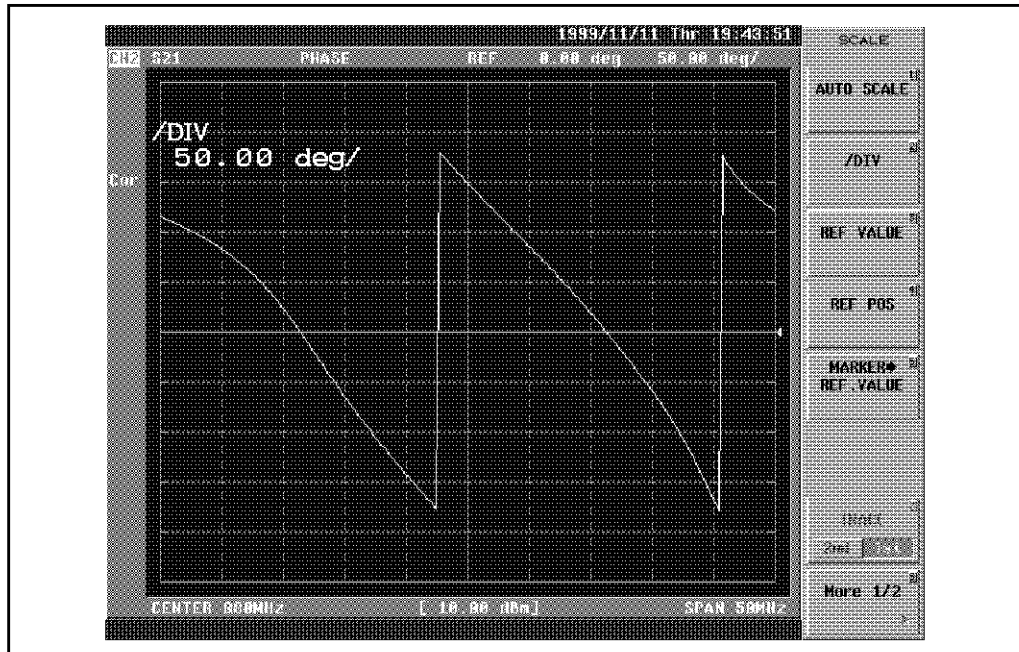 1999/11/11 Thr 19:43:51
CH2 S21 PHASE REF 0.00 deg 50.00 deg/
/DIV
50.00 deg/
Cor
CENTER 800MHz [ 10.00 dBm] SPAN 50MHz
SCALE
AUTO SCALE
/DIV
REF VALUE
REF POS
MARKER➔
REF.VALUE
More 1/2